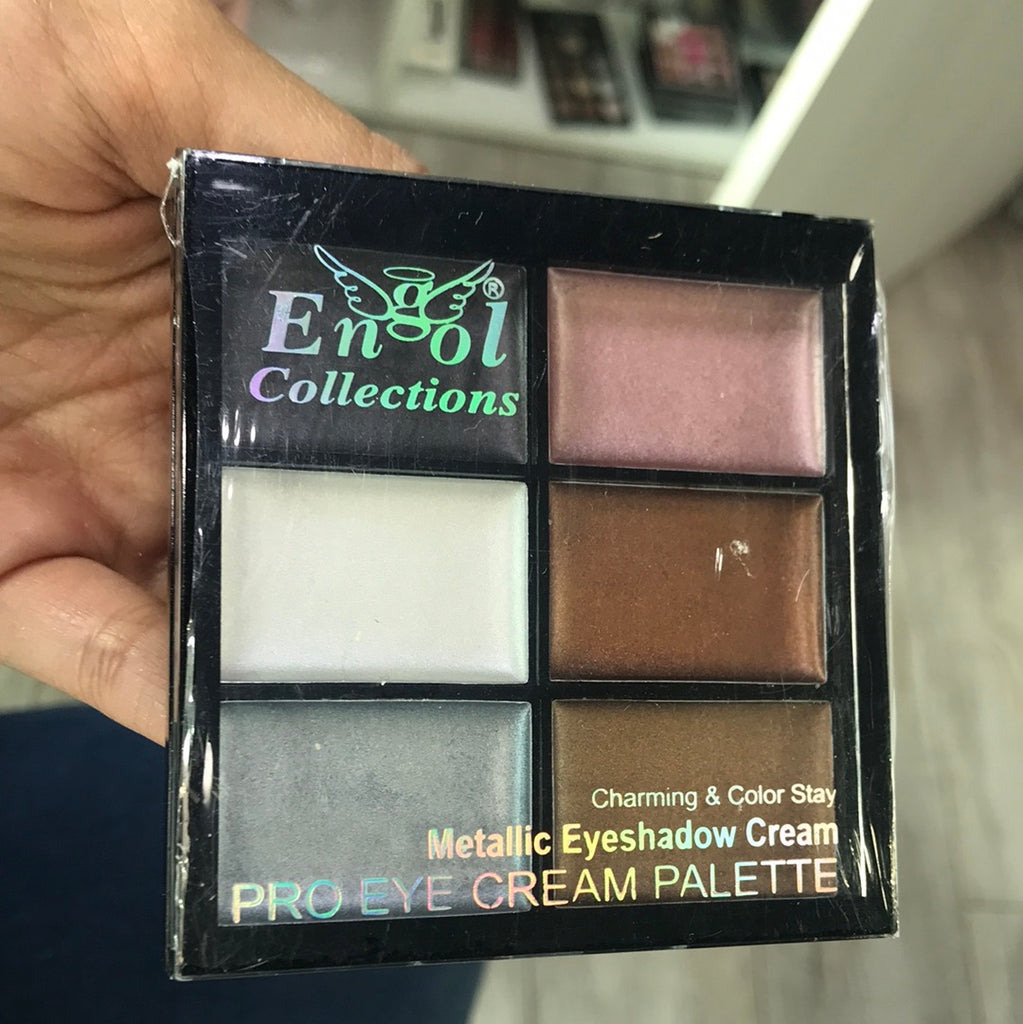 Engol®
Collections
Charming & Color Stay
Metallic Eyeshadow Cream
PRO EYE CREAM PALETTE